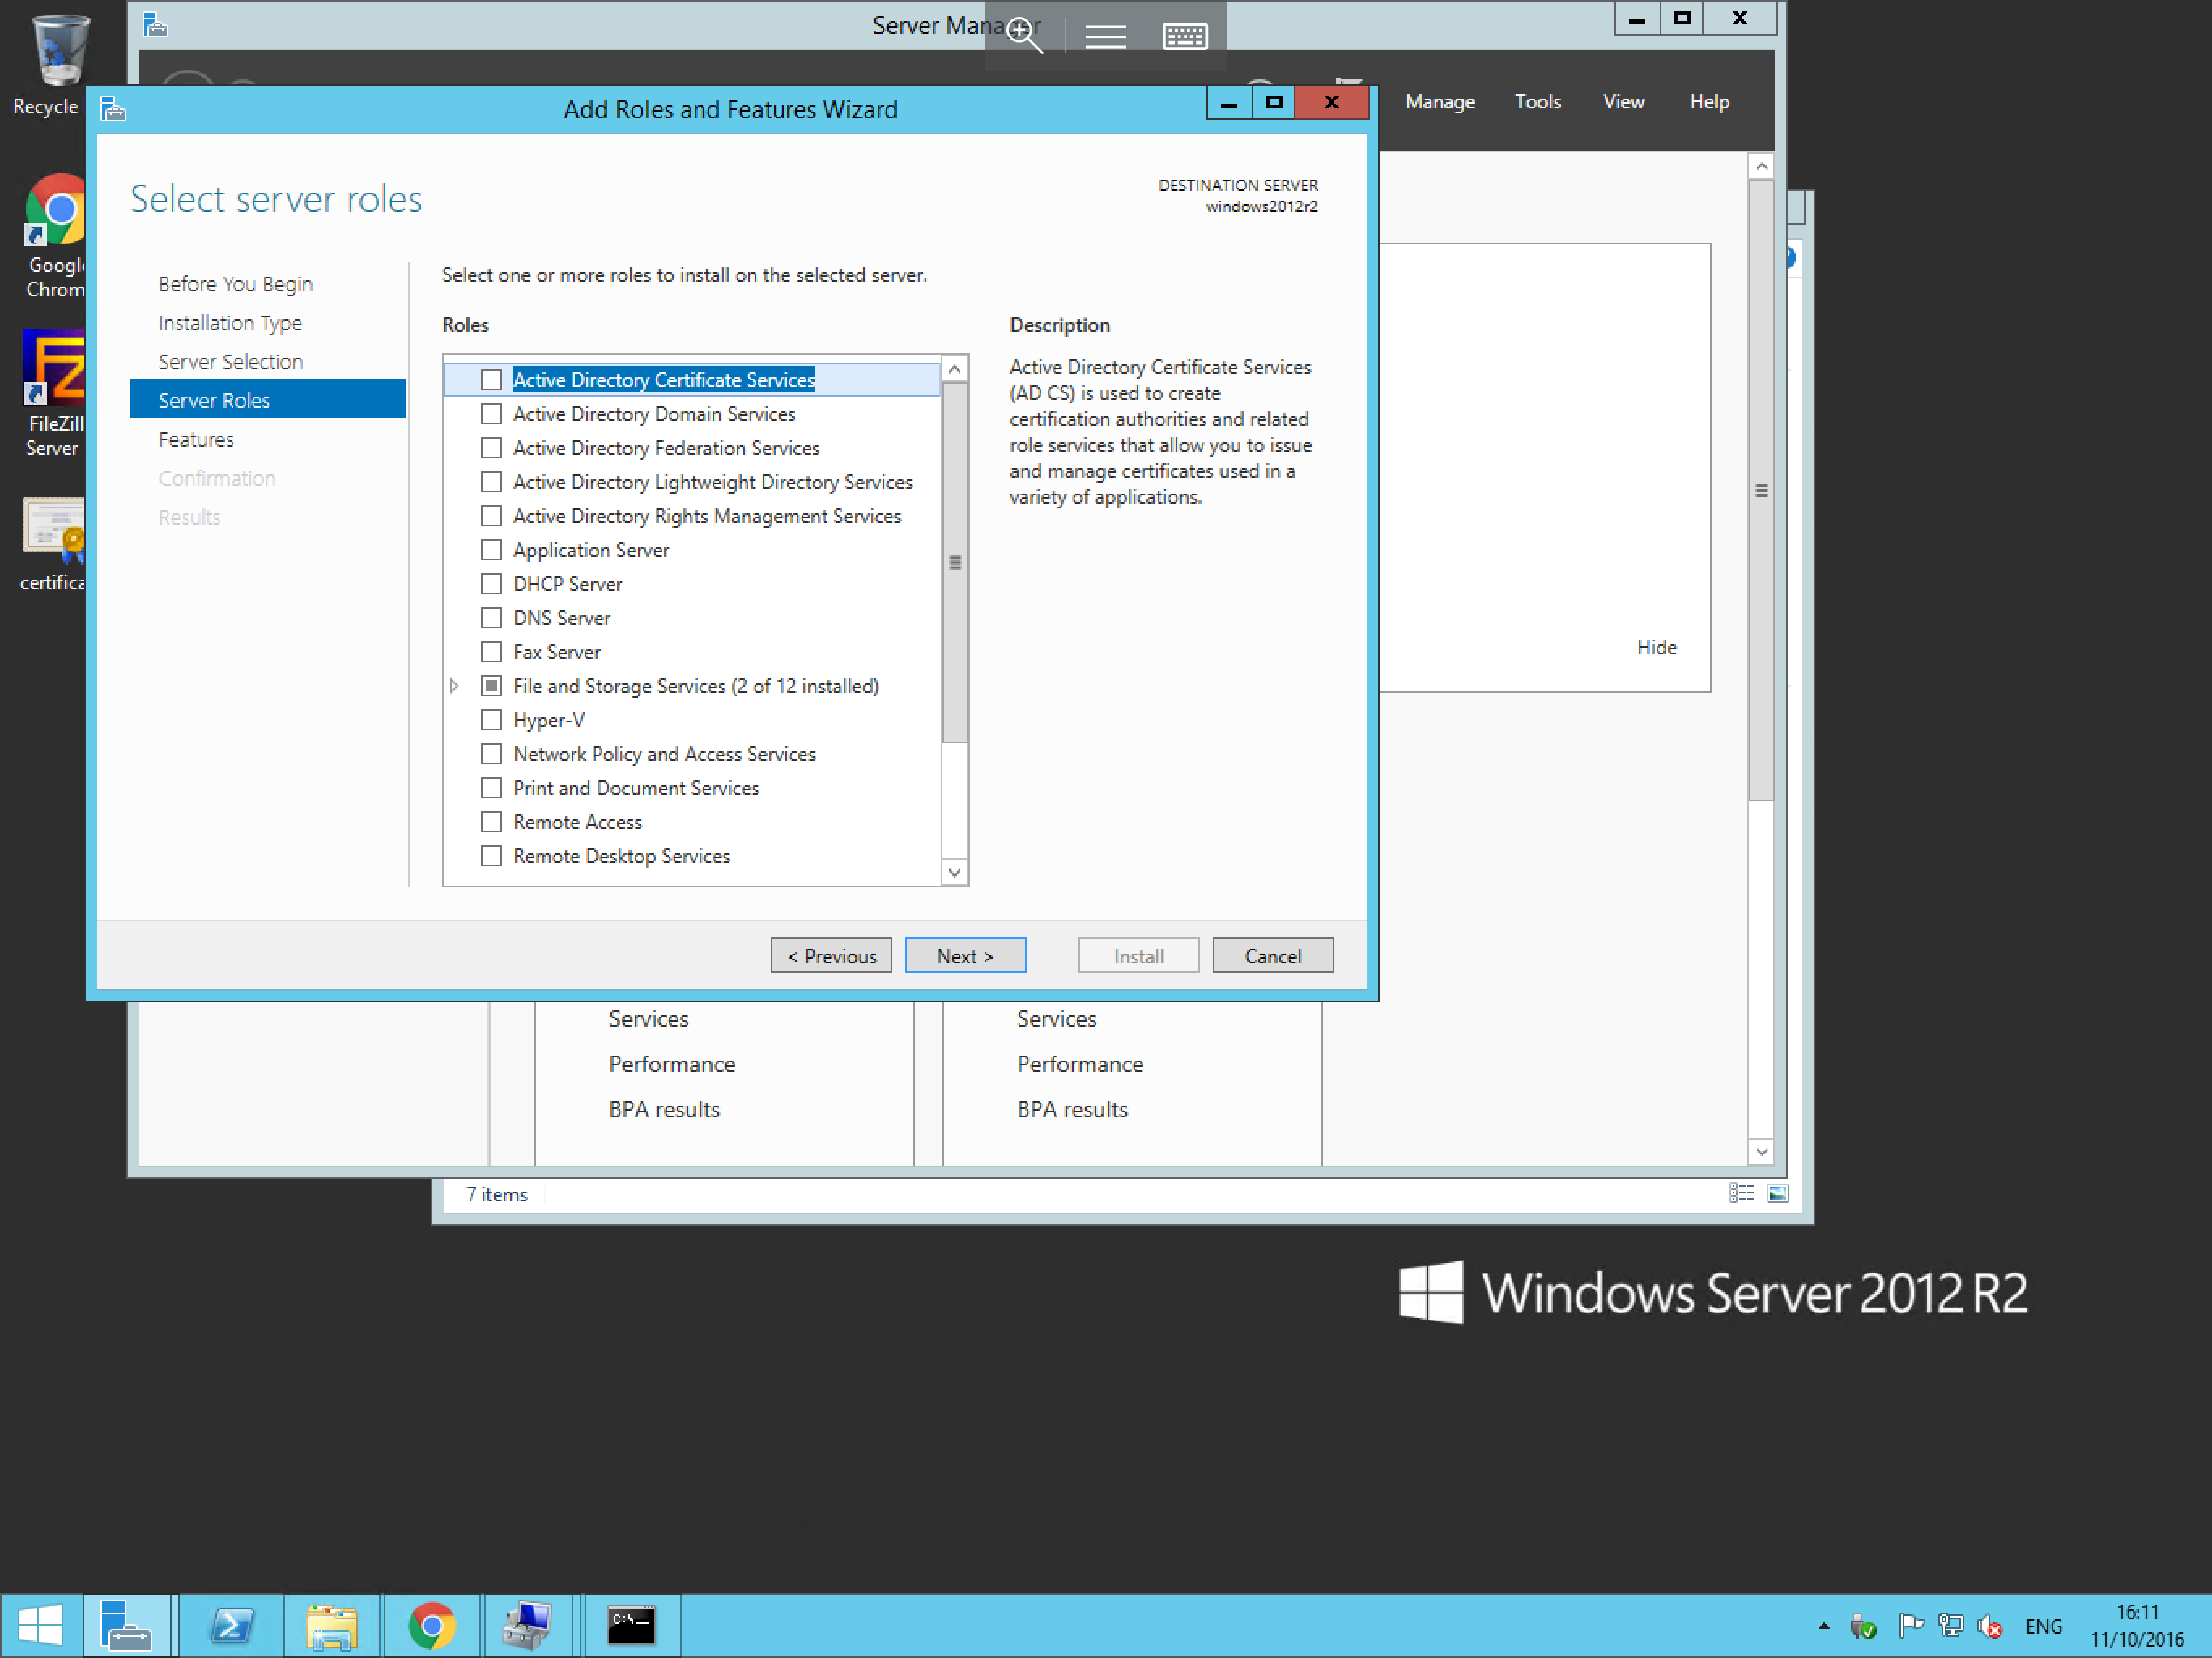 Server Manager
Recycle
Add Roles and Features Wizard
Manage
Tools
View
Help
Select server roles
DESTINATION SERVER
windows2012r2
Before You Begin
Installation Type
Server Selection
Server Roles
Features
Confirmation
Results
Select one or more roles to install on the selected server.
Roles
Active Directory Certificate Services
Active Directory Domain Services
Active Directory Federation Services
Active Directory Lightweight Directory Services
Active Directory Rights Management Services
Application Server
DHCP Server
DNS Server
Fax Server
File and Storage Services (2 of 12 installed)
Hyper-V
Network Policy and Access Services
Print and Document Services
Remote Access
Remote Desktop Services
Description
Active Directory Certificate Services
(AD CS) is used to create
certification authorities and related
role services that allow you to issue
and manage certificates used in a
variety of applications.
Googl
Chrom
FileZill
Server
certifica
Hide
< Previous
Next >
Install
Cancel
Services
Performance
BPA results
Services
Performance
BPA results
7 items
Windows Server 2012 R2
C:\_
ENG
16:11
11/10/2016